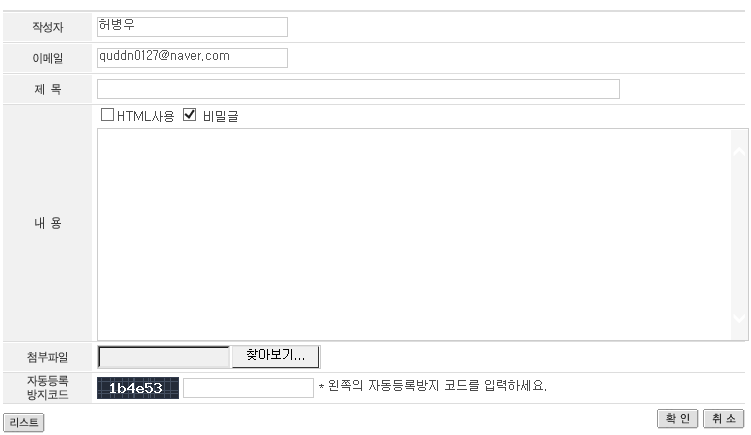 작성자 허병우
이메일 quddn0127@naver.com
제 목
HTML사용 비밀글
내 용
첨부파일 찾아보기...
자동등록
방지코드 1b4e53 * 왼쪽의 자동등록방지 코드를 입력하세요.
리스트 확 인 취 소